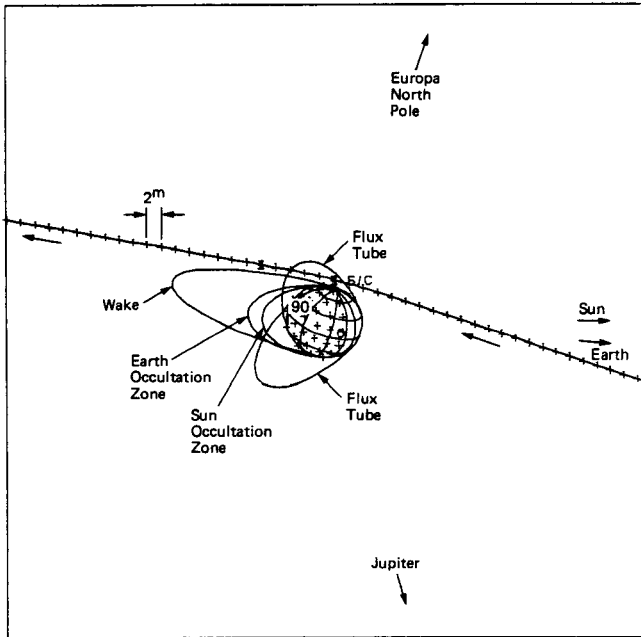 Europa
North
Pole
2m
Flux
Tube
S/C
Wake
90
Sun
Earth
Earth
Occultation
Zone
Sun
Occultation
Zone
Flux
Tube
Jupiter